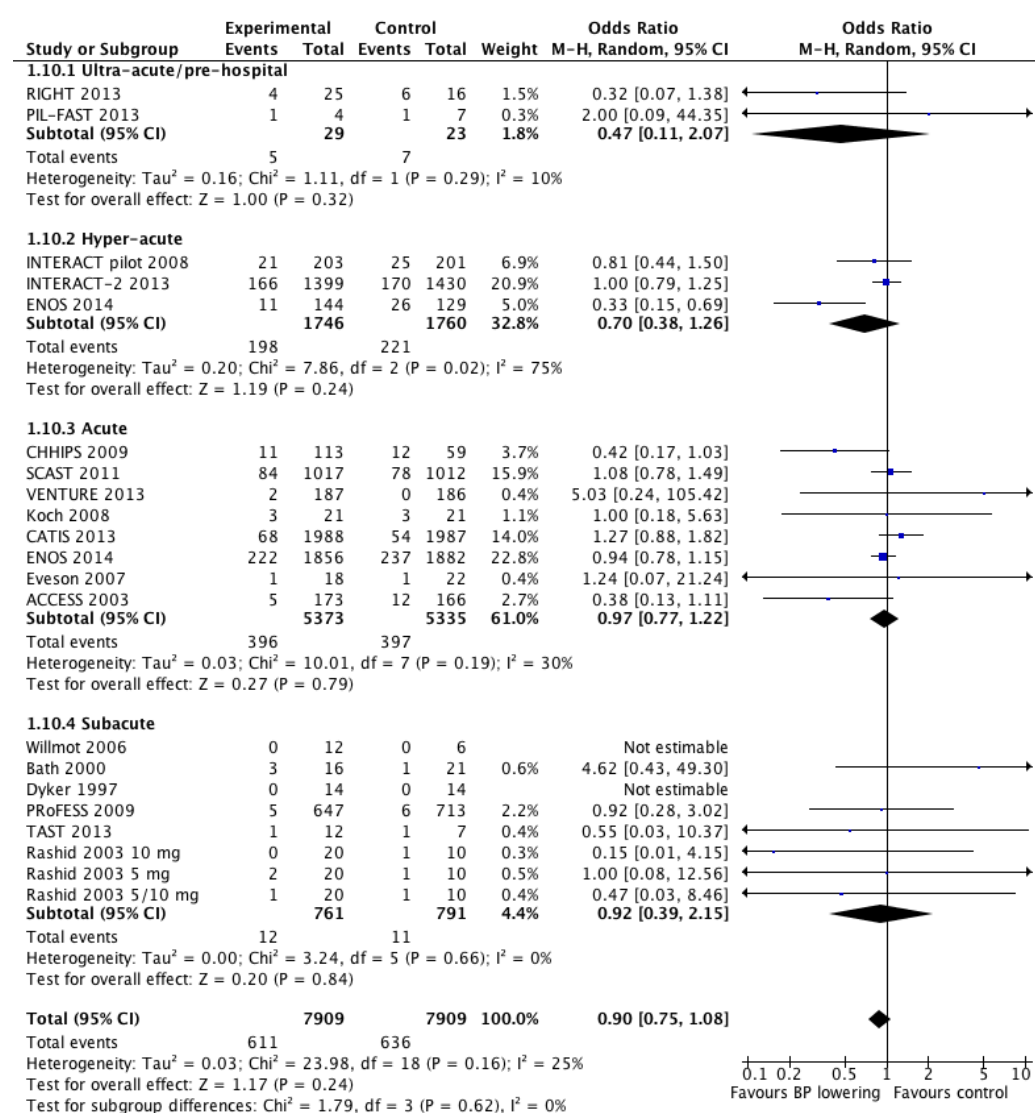 Experimental Control Odds Ratio Odds Ratio
Study or Subgroup Events Total Events Total Weight M-H, Random, 95% CI M-H, Random, 95% CI
1.10.1 Ultra-acute/pre-hospital
RIGHT 2013 4 25 6 16 1.5% 0.32 [0.07, 1.38]
PIL-FAST 2013 1 4 1 7 0.3% 2.00 [0.09, 44.35]
Subtotal (95% CI) 29 23 1.8% 0.47 [0.11, 2.07]
Total events 5 7
Heterogeneity: Tau² = 0.16; Chi² = 1.11, df = 1 (P = 0.29); I² = 10%
Test for overall effect: Z = 1.00 (P = 0.32)
1.10.2 Hyper-acute
INTERACT pilot 2008 21 203 25 201 6.9% 0.81 [0.44, 1.50]
INTERACT-2 2013 166 1399 170 1430 20.9% 1.00 [0.79, 1.25]
ENOS 2014 11 144 26 129 5.0% 0.33 [0.15, 0.69]
Subtotal (95% CI) 1746 1760 32.8% 0.70 [0.38, 1.26]
Total events 198 221
Heterogeneity: Tau² = 0.20; Chi² = 7.86, df = 2 (P = 0.02); I² = 75%
Test for overall effect: Z = 1.19 (P = 0.24)
1.10.3 Acute
CHHIPS 2009 11 113 12 59 3.7% 0.42 [0.17, 1.03]
SCAST 2011 84 1017 78 1012 15.9% 1.08 [0.78, 1.49]
VENTURE 2013 2 187 0 186 0.4% 5.03 [0.24, 105.42]
Koch 2008 3 21 3 21 1.1% 1.00 [0.18, 5.63]
CATIS 2013 68 1988 54 1987 14.0% 1.27 [0.88, 1.82]
ENOS 2014 222 1856 237 1882 22.8% 0.94 [0.78, 1.15]
Eveson 2007 1 18 1 22 0.4% 1.24 [0.07, 21.24]
ACCESS 2003 5 173 12 166 2.7% 0.38 [0.13, 1.11]
Subtotal (95% CI) 5373 5335 61.0% 0.97 [0.77, 1.22]
Total events 396 397
Heterogeneity: Tau² = 0.03; Chi² = 10.01, df = 7 (P = 0.19); I² = 30%
Test for overall effect: Z = 0.27 (P = 0.79)
1.10.4 Subacute
Willmot 2006 0 12 0 6 Not estimable
Bath 2000 3 16 1 21 0.6% 4.62 [0.43, 49.30]
Dyker 1997 0 14 0 14 Not estimable
PRoFESS 2009 5 647 6 713 2.2% 0.92 [0.28, 3.02]
TAST 2013 1 12 1 7 0.4% 0.55 [0.03, 10.37]
Rashid 2003 10 mg 0 20 1 10 0.3% 0.15 [0.01, 4.15]
Rashid 2003 5 mg 2 20 1 10 0.5% 1.00 [0.08, 12.56]
Rashid 2003 5/10 mg 1 20 1 10 0.4% 0.47 [0.03, 8.46]
Subtotal (95% CI) 761 791 4.4% 0.92 [0.39, 2.15]
Total events 12 11
Heterogeneity: Tau² = 0.00; Chi² = 3.24, df = 5 (P = 0.66); I² = 0%
Test for overall effect: Z = 0.20 (P = 0.84)
Total (95% CI) 7909 7909 100.0% 0.90 [0.75, 1.08]
Total events 611 636
Heterogeneity: Tau² = 0.03; Chi² = 23.98, df = 18 (P = 0.16); I² = 25%
Test for overall effect: Z = 1.17 (P = 0.24)
Test for subgroup differences: Chi² = 1.79, df = 3 (P = 0.62), I² = 0%
0.1 0.2 0.5 1 2 5 10
Favours BP lowering Favours control